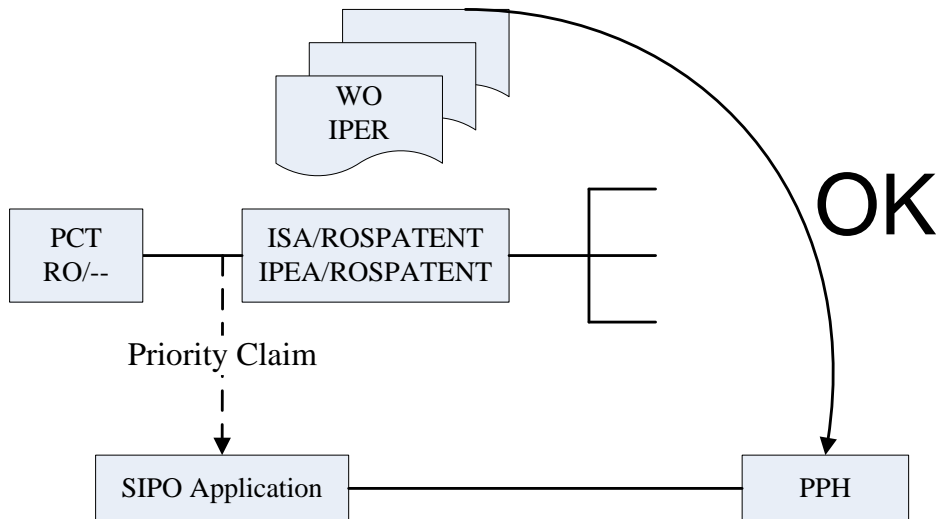 WO
IPER
OK
PCT
RO/--
ISA/ROSPATENT
IPEA/ROSPATENT
Priority Claim
SIPO Application
PPH